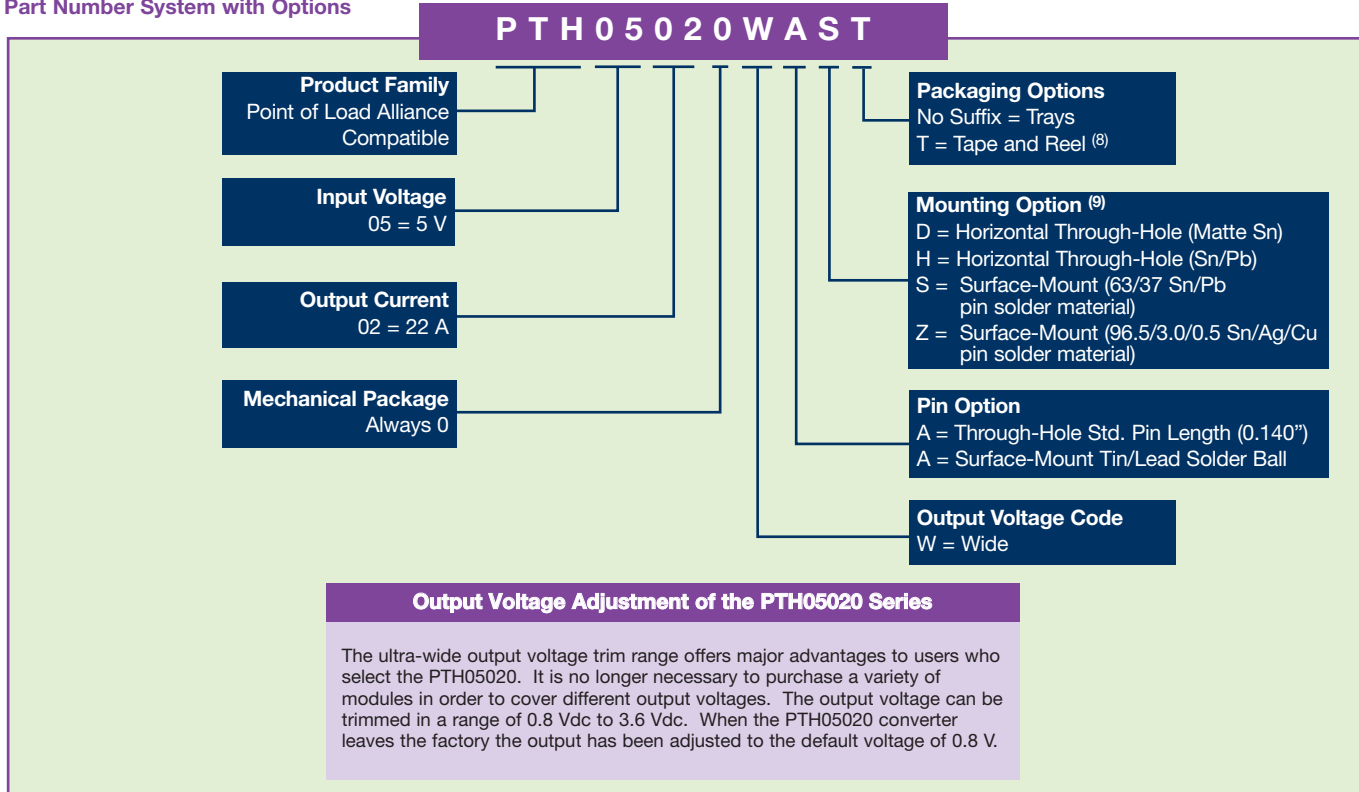 Part Number System with Options
PTH05020WAST
Product Family
Point of Load Alliance
Compatible
Input Voltage
05 = 5 V
Output Current
02 = 22 A
Mechanical Package
Always 0
Packaging Options
No Suffix = Trays
T = Tape and Reel (8)
Mounting Option (9)
D = Horizontal Through-Hole (Matte Sn)
H = Horizontal Through-Hole (Sn/Pb)
S = Surface-Mount (63/37 Sn/Pb
pin solder material)
Z = Surface-Mount (96.5/3.0/0.5 Sn/Ag/Cu
pin solder material)
Pin Option
A = Through-Hole Std. Pin Length (0.140”)
A = Surface-Mount Tin/Lead Solder Ball
Output Voltage Code
W = Wide
Output Voltage Adjustment of the PTH05020 Series
The ultra-wide output voltage trim range offers major advantages to users who
select the PTH05020. It is no longer necessary to purchase a variety of
modules in order to cover different output voltages. The output voltage can be
trimmed in a range of 0.8 Vdc to 3.6 Vdc. When the PTH05020 converter
leaves the factory the output has been adjusted to the default voltage of 0.8 V.